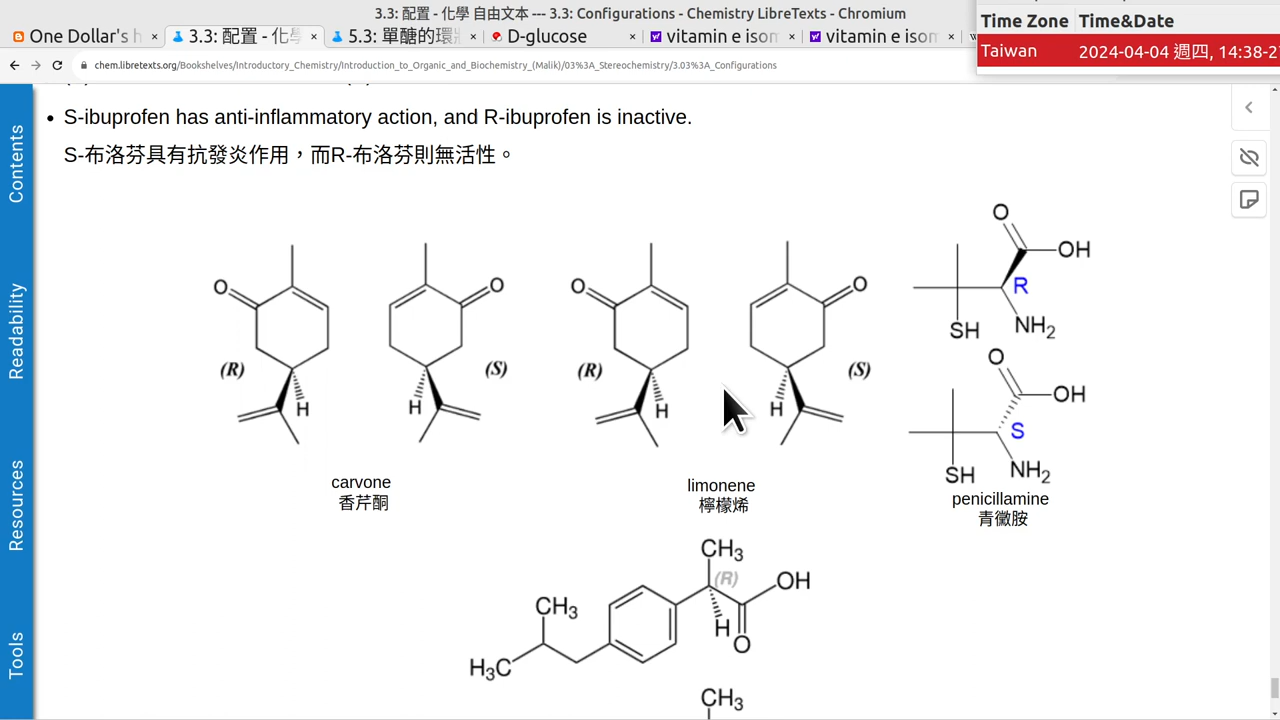 3.3: 配置 - 化學 自由文本 --- 3.3: Configurations - Chemistry LibreTexts - Chromium
Time Zone Time&Date
Taiwan 2024-04-04 週四, 14:38-2
One Dollar's h
3.3: 配置 - 化學
5.3: 單醣的環
D-glucose
vitamin e isom
vitamin e isom
chem.libretexts.org/Bookshelves/Introductory_Chemistry/Introduction_to_Organic_and_Biochemistry_(Malik)/03%3A_Stereochemistry/3.03%3A_Configurations
Contents
Readability
Resources
Tools
• S-ibuprofen has anti-inflammatory action, and R-ibuprofen is inactive.
S-布洛芬具有抗發炎作用，而R-布洛芬則無活性。
O
(R)
H
O
(S)
H
carvone
香芹酮
O
(R)
H
O
(S)
H
limonene
檸檬烯
O
OH
R
SH
NH2
O
OH
S
SH
NH2
penicillamine
青黴胺
CH3
(R)
OH
CH3
H
O
H3C
CH3